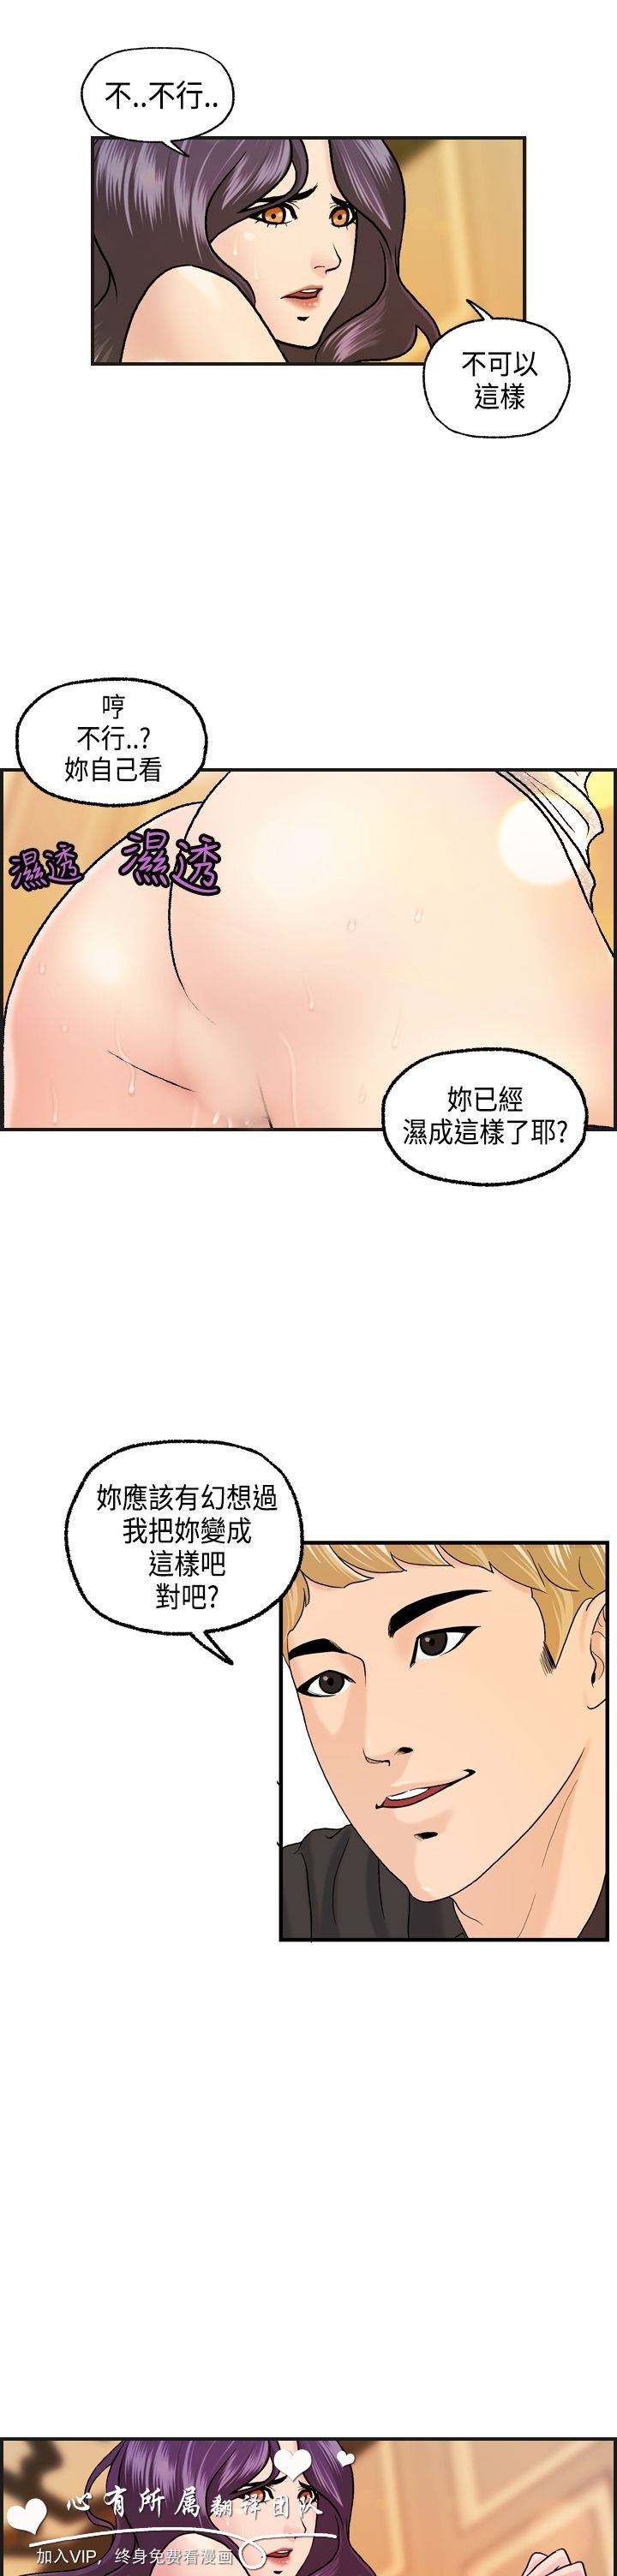 不..不行..
不可以
這樣
哼
不行..?
妳自己看
濕透
濕透
妳已經
濕成這樣了耶?
妳應該有幻想過
我把妳變成
這樣吧
對吧?
心有所属翻译团队
加入VIP，终身免费看漫画